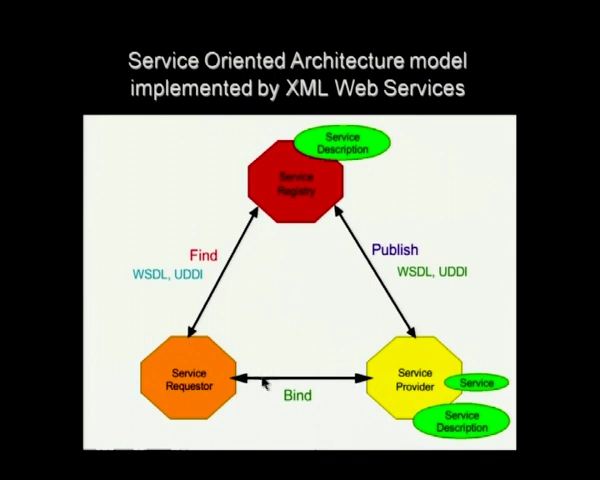 Service Oriented Architecture model
implemented by XML Web Services
Service
Description
Service
Registry
Find
WSDL, UDDI
Publish
WSDL, UDDI
Service
Requestor
Bind
Service
Provider
Service
Service
Description